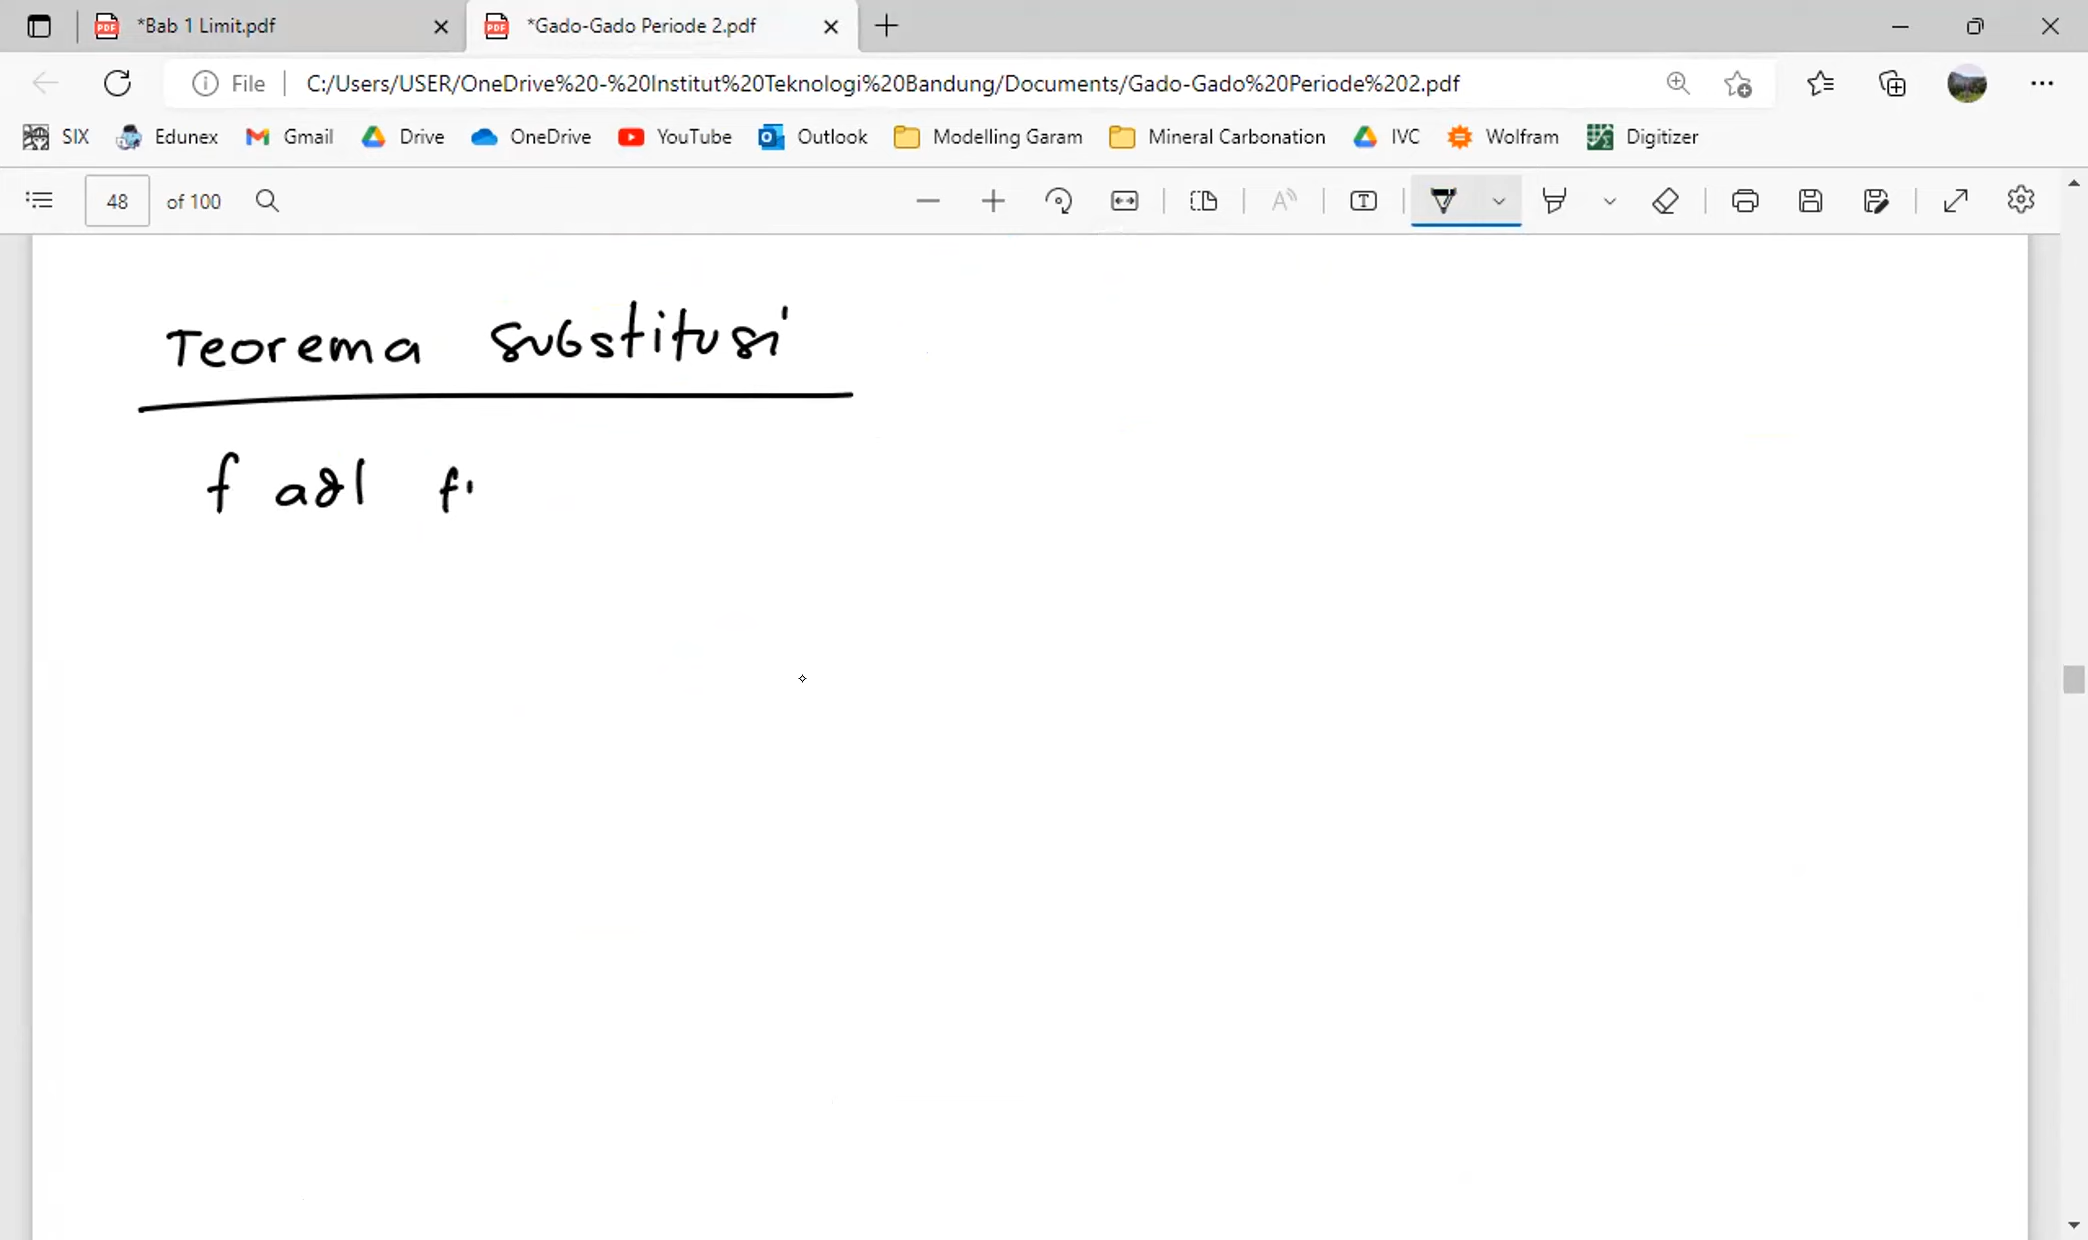 *Bab 1 Limit.pdf *Gado-Gado Periode 2.pdf
File C:/Users/USER/OneDrive%20-%20Institut%20Teknologi%20Bandung/Documents/Gado-Gado%20Periode%202.pdf
SIX Edunex Gmail Drive OneDrive YouTube Outlook Modelling Garam Mineral Carbonation IVC Wolfram Digitizer
48 of 100
Teorema substitusi
f adl